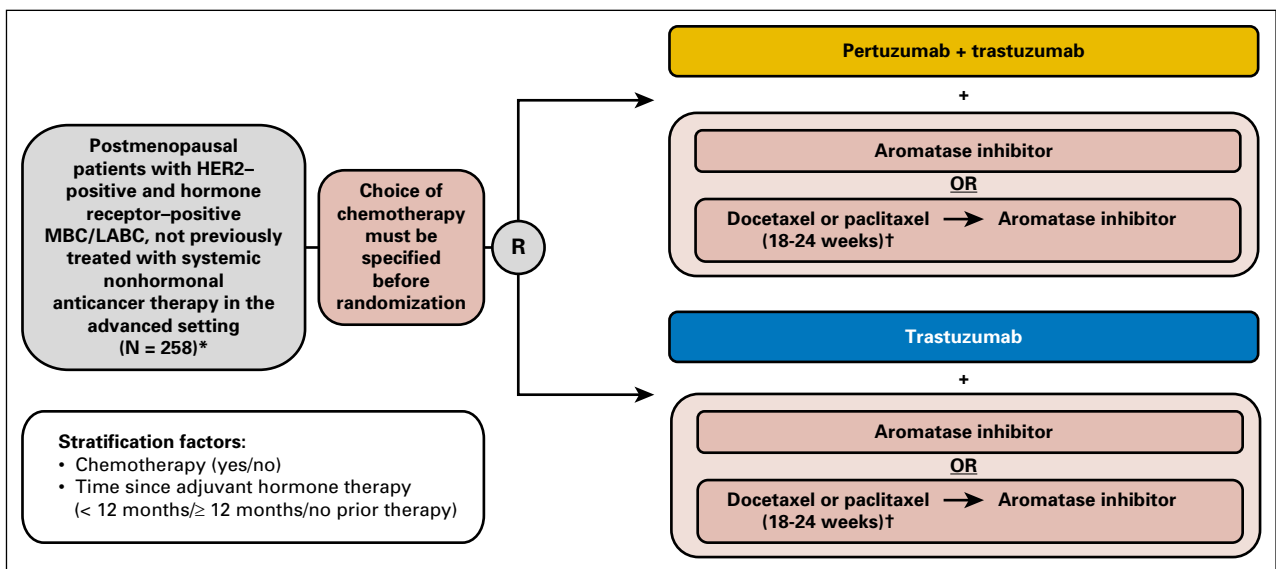 Postmenopausal
patients with HER2–
positive and hormone
receptor–positive
MBC/LABC, not previously
treated with systemic
nonhormonal
anticancer therapy in the
advanced setting
(N = 258)*
Choice of
chemotherapy
must be
specified
before
randomization
R
Pertuzumab + trastuzumab
+
Aromatase inhibitor
OR
Docetaxel or paclitaxel Aromatase inhibitor
(18-24 weeks)†
Trastuzumab
+
Aromatase inhibitor
OR
Docetaxel or paclitaxel Aromatase inhibitor
(18-24 weeks)†
Stratification factors:
• Chemotherapy (yes/no)
• Time since adjuvant hormone therapy
(< 12 months/≥ 12 months/no prior therapy)